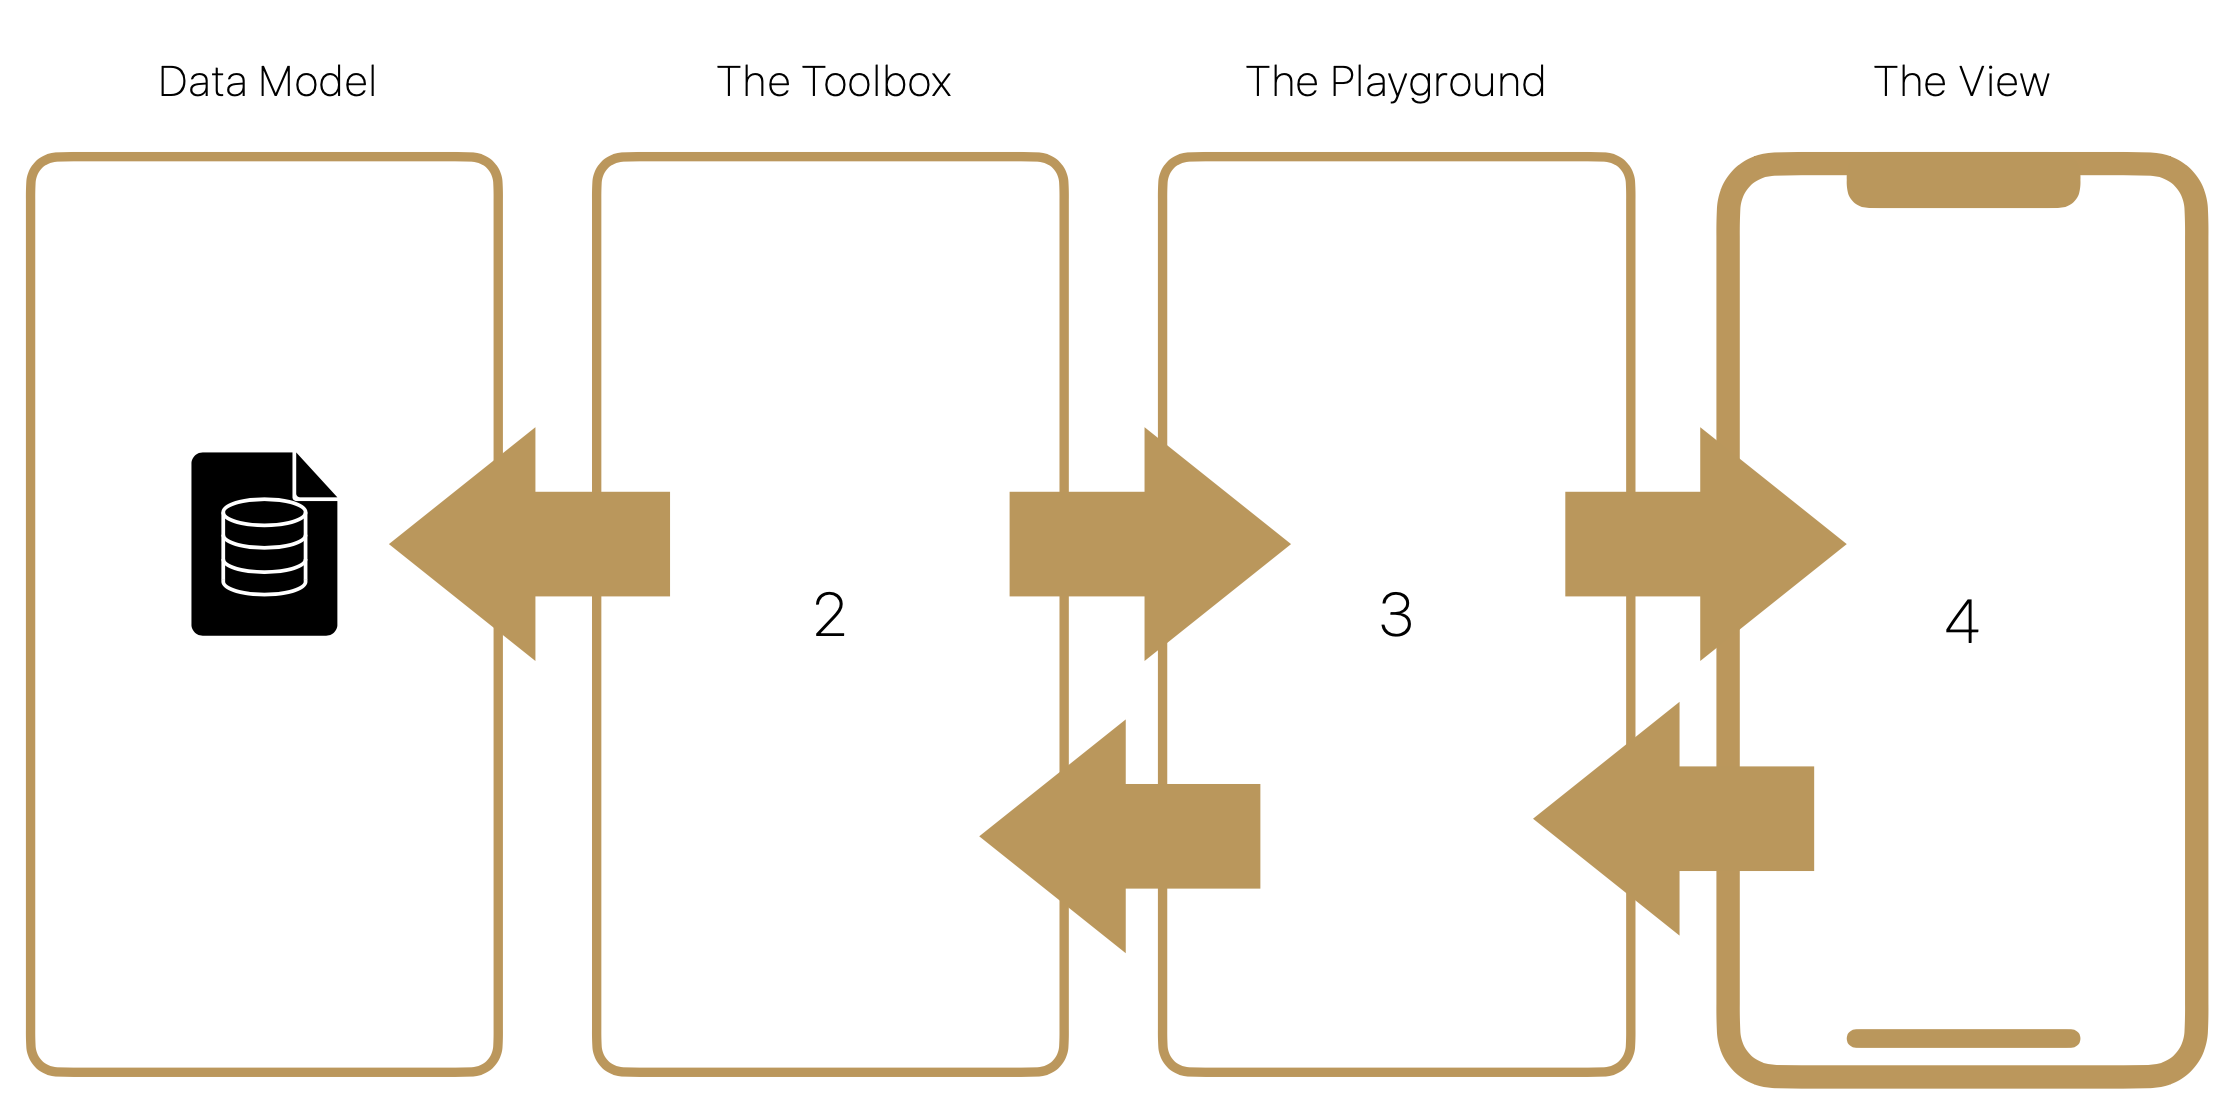 Data Model
The Toolbox
The Playground
The View
2
3
4